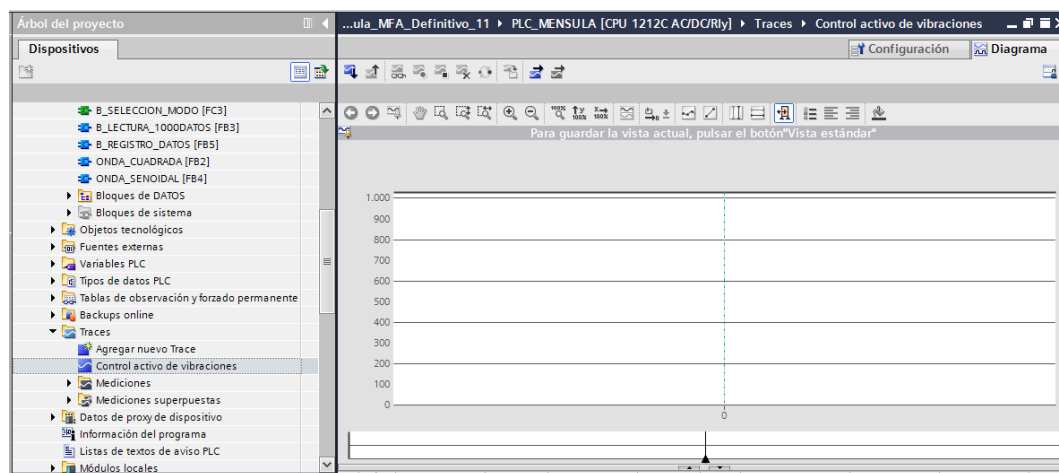 Árbol del proyecto
...ula_MFA_Definitivo_11 ▸ PLC_MENSULA [CPU 1212C AC/DC/Rly] ▸ Traces ▸ Control activo de vibraciones
Dispositivos
Configuración
Diagrama
B_SELECCION_MODO [FC3]
B_LECTURA_1000DATOS [FB3]
B_REGISTRO_DATOS [FB5]
ONDA_CUADRADA [FB2]
ONDA_SENOIDAL [FB4]
Bloques de DATOS
Bloques de sistema
Objetos tecnológicos
Fuentes externas
Variables PLC
Tipos de datos PLC
Tablas de observación y forzado permanente
Backups online
Traces
Agregar nuevo Trace
Control activo de vibraciones
Mediciones
Mediciones superpuestas
Datos de proxy de dispositivo
Información del programa
Listas de textos de aviso PLC
Módulos locales
Para guardar la vista actual, pulsar el botón"Vista estándar"
1.000
900
800
700
600
500
400
300
200
100
0
0